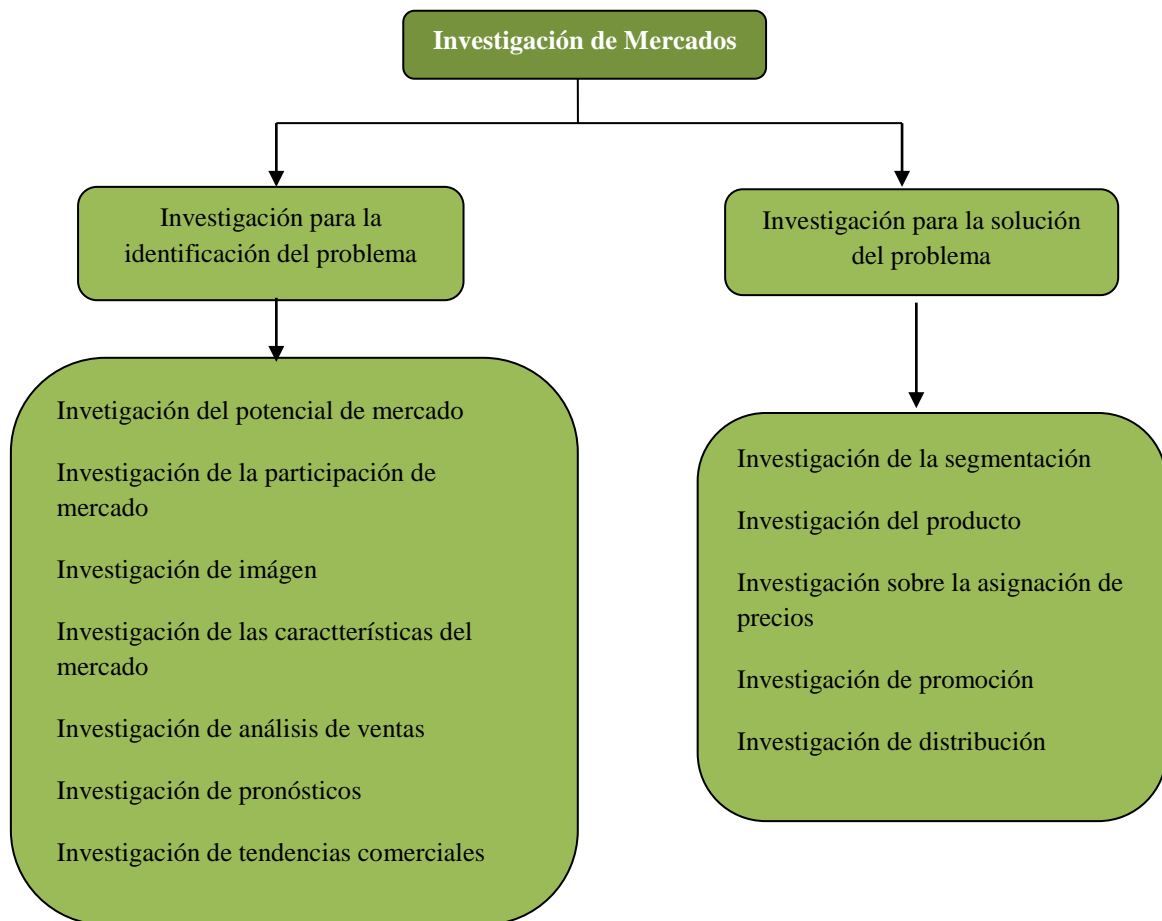 Investigación de Mercados
Investigación para la
identificación del problema
Investigación para la solución
del problema
Invetigación del potencial de mercado
Investigación de la participación de
mercado
Investigación de imágen
Investigación de las caractterísticas del
mercado
Investigación de análisis de ventas
Investigación de pronósticos
Investigación de tendencias comerciales
Investigación de la segmentación
Investigación del producto
Investigación sobre la asignación de
precios
Investigación de promoción
Investigación de distribución